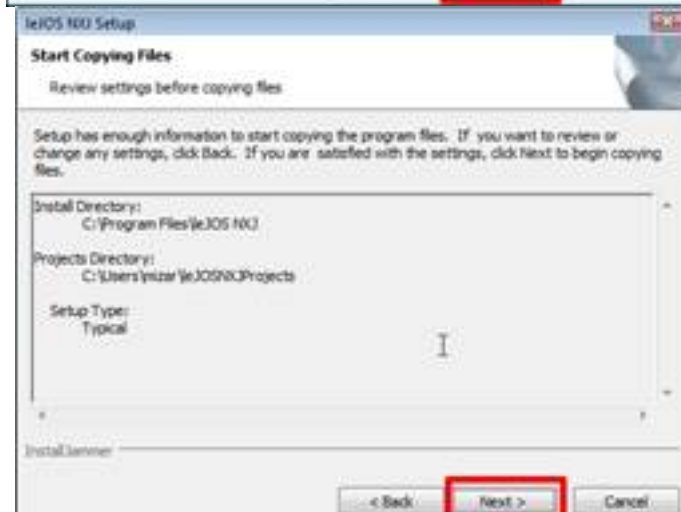 leJOS NXJ Setup
Start Copying Files
Review settings before copying files
Setup has enough information to start copying the program files. If you want to review or
change any settings, click Back. If you are satisfied with the settings, click Next to begin copying
files.
Install Directory:
C:\Program Files\leJOS NXJ
Projects Directory:
C:\Users\mizar\leJOSNXJProjects
Setup Type:
Typical
InstallJammer
< Back
Next >
Cancel